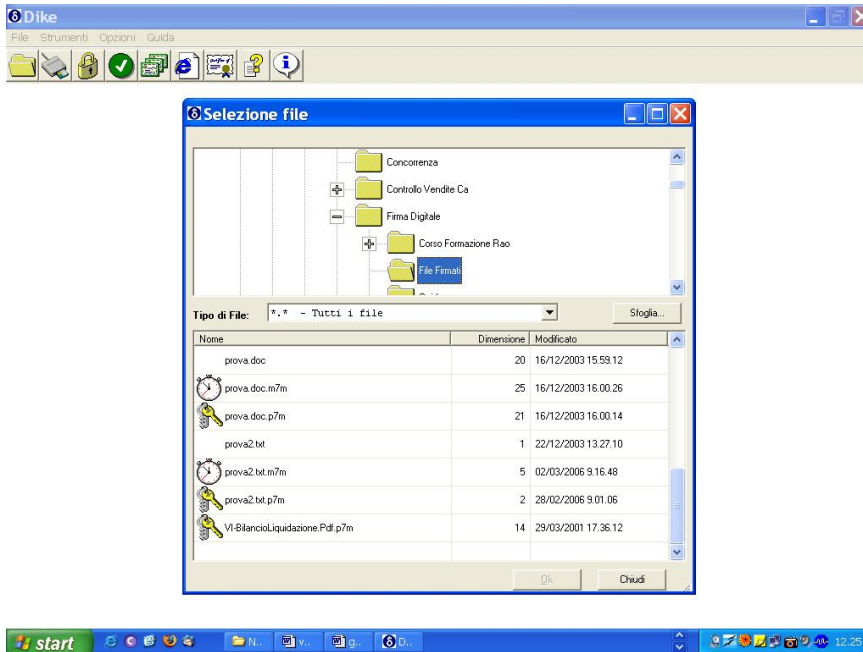 Dike
File Strumenti Opzioni Guida
Selezione file
Concorrenza
Controllo Vendite Ca
Firma Digitale
Corso Formazione Rao
File Firmati
Tipo di File: *.* - Tutti i file Sfoglia...
Nome Dimensione Modificato
prova.doc 20 16/12/2003 15.59.12
prova.doc.m7m 25 16/12/2003 16.00.26
prova.doc.p7m 21 16/12/2003 16.00.14
prova2.txt 1 22/12/2003 13.27.10
prova2.txt.m7m 5 02/03/2006 9.16.48
prova2.txt.p7m 2 28/02/2006 9.01.06
VI-BilancioLiquidazione.Pdf.p7m 14 29/03/2001 17.36.12
Ok Chiudi
start N... v... g... D... 12.25